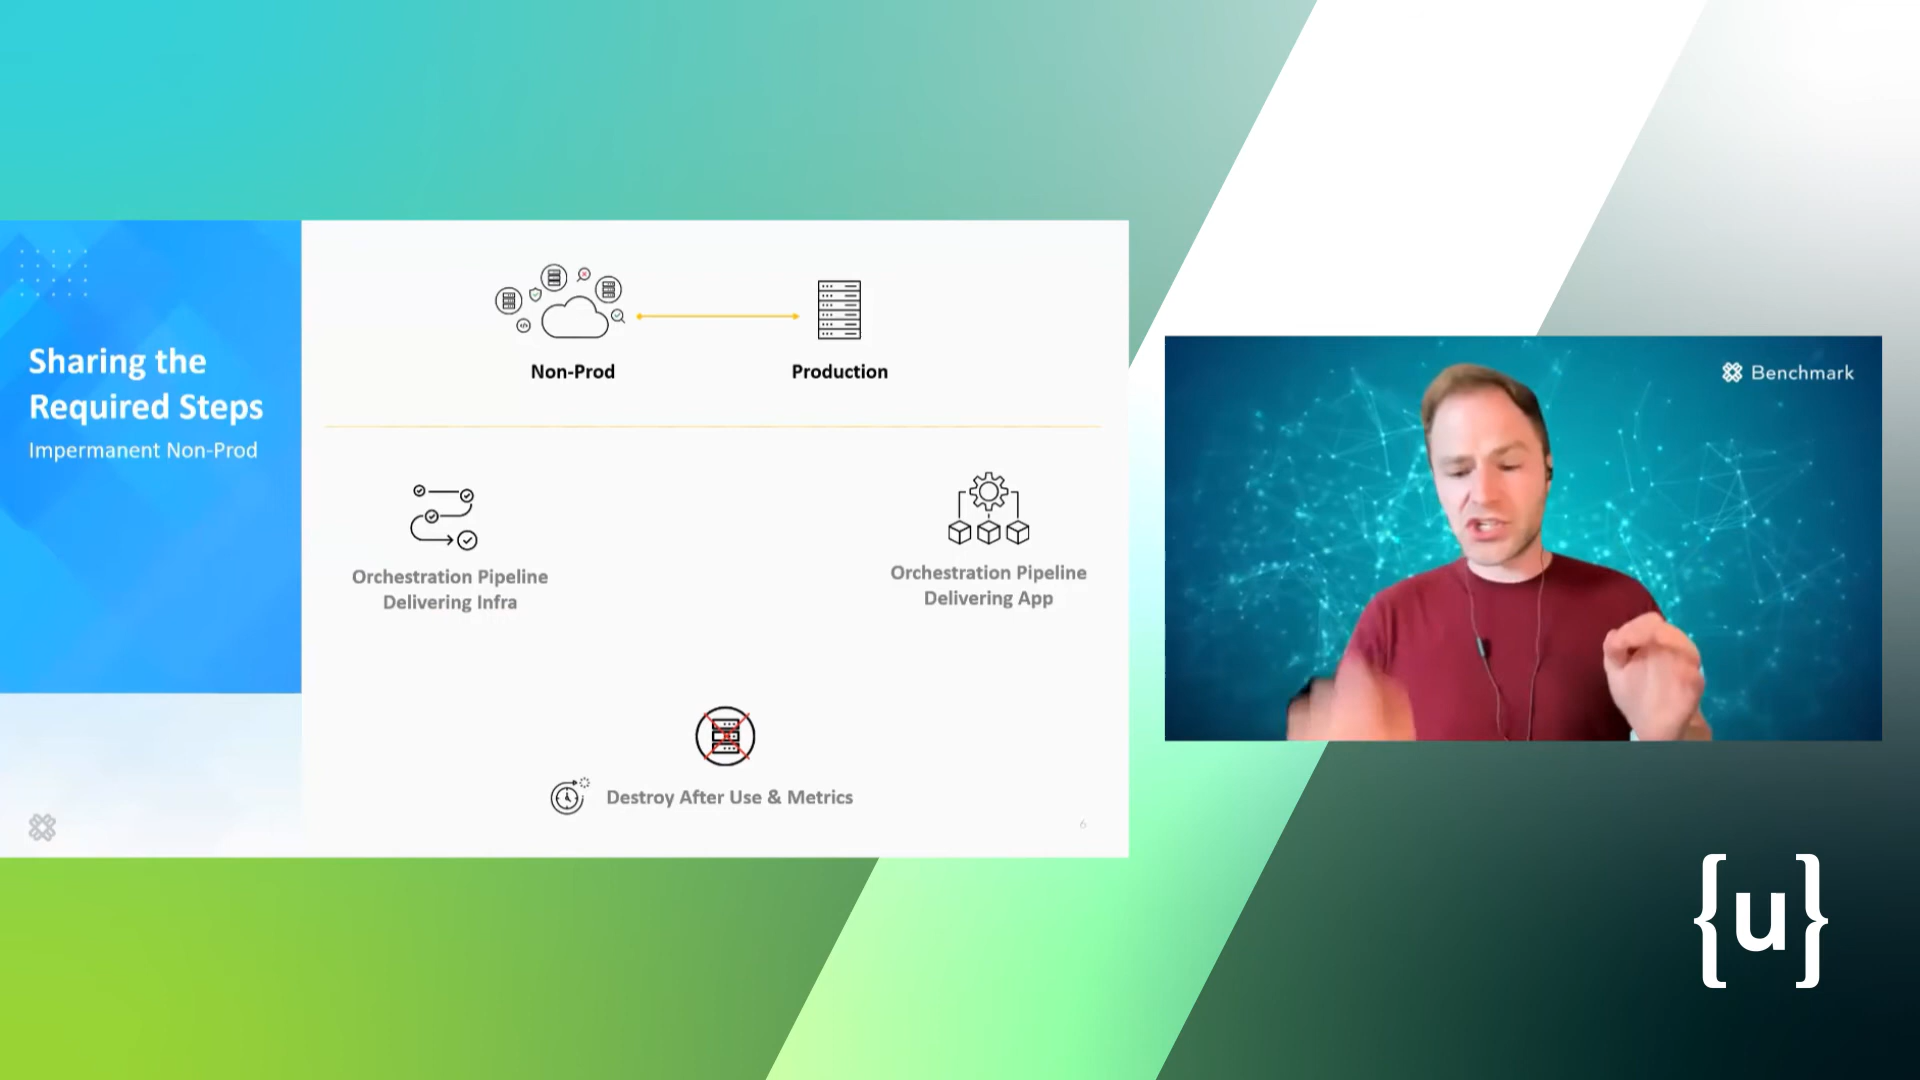 Sharing the
Required Steps
Impermanent Non-Prod
Non-Prod
Production
Orchestration Pipeline
Delivering Infra
Orchestration Pipeline
Delivering App
Destroy After Use & Metrics
6
Benchmark
{u}